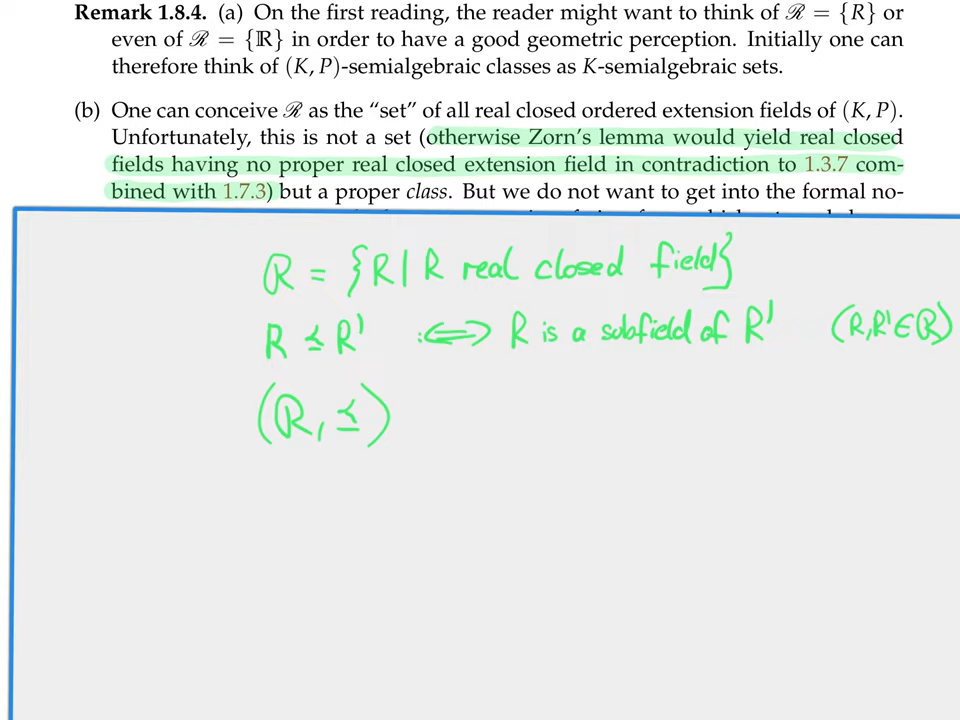 Remark 1.8.4. (a) On the first reading, the reader might want to think of ℛ = {R} or
even of ℛ = {ℝ} in order to have a good geometric perception. Initially one can
therefore think of (K, P)-semialgebraic classes as K-semialgebraic sets.
(b) One can conceive ℛ as the “set” of all real closed ordered extension fields of (K, P).
Unfortunately, this is not a set (otherwise Zorn’s lemma would yield real closed
fields having no proper real closed extension field in contradiction to 1.3.7 com-
bined with 1.7.3) but a proper class. But we do not want to get into the formal no-
ℛ = {R | R real closed field}
R ≼ R' :⟺ R is a subfield of R' (R, R' ∈ ℛ)
(ℛ, ≼)